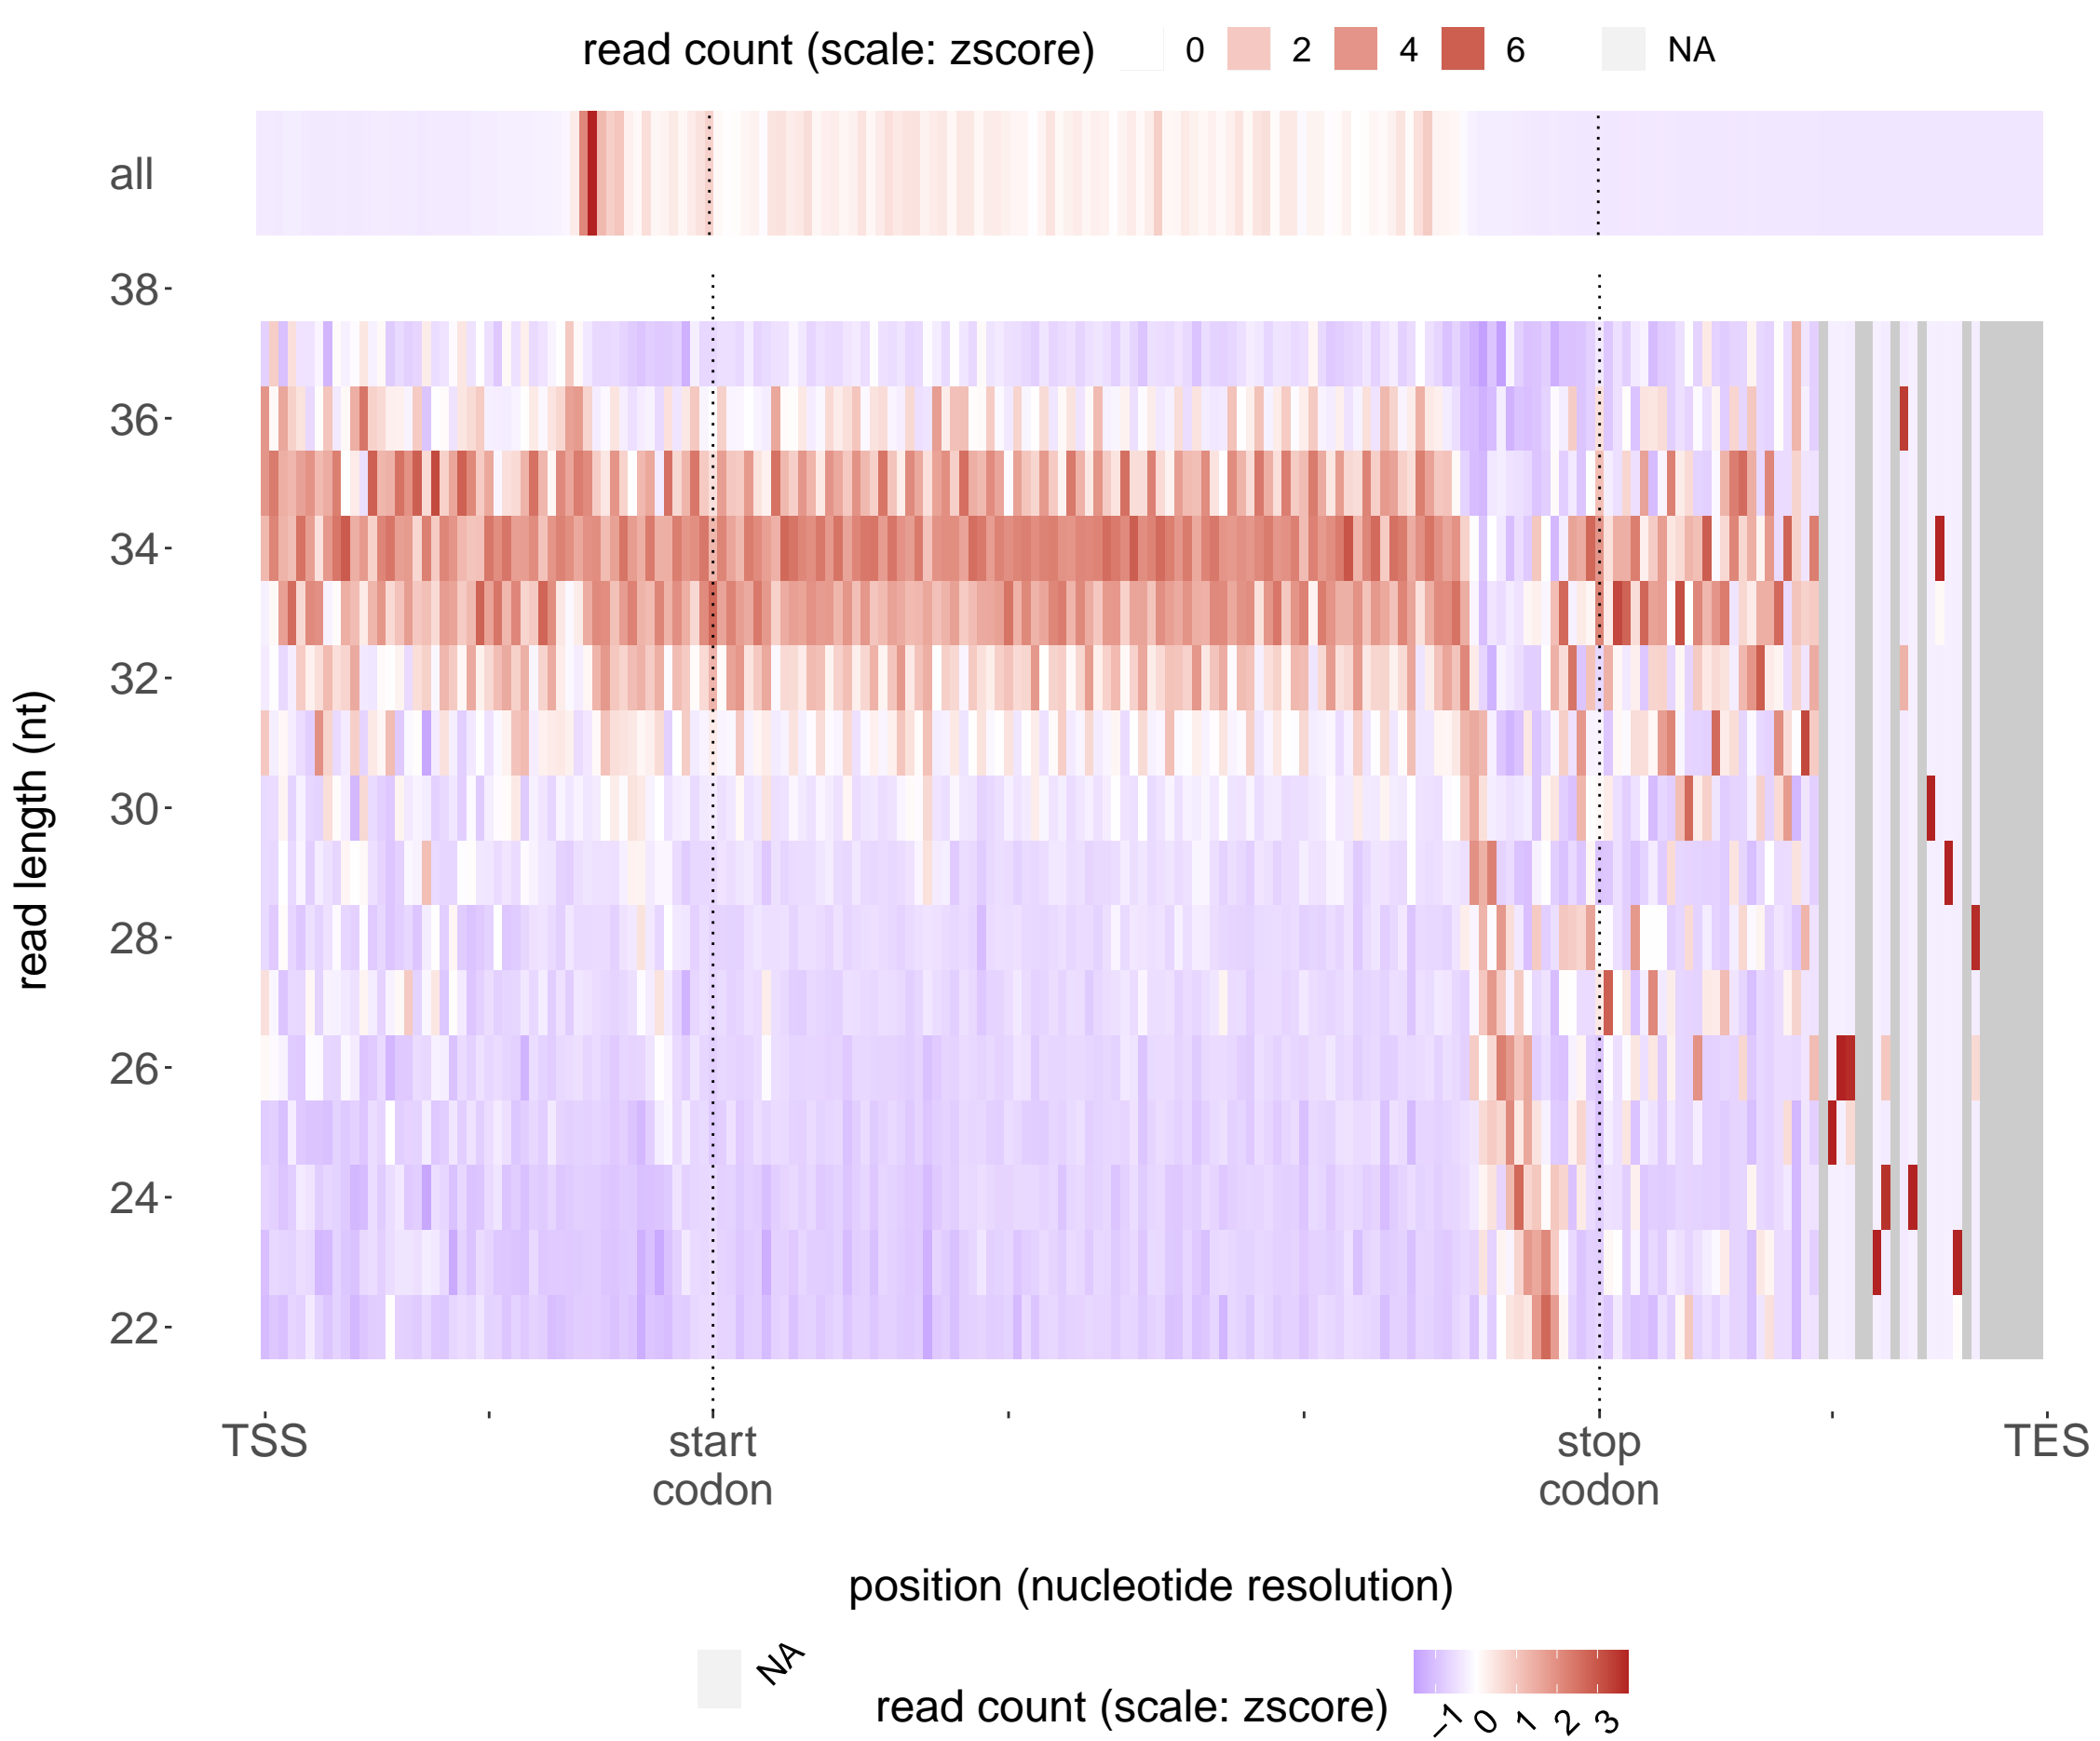 read count (scale: zscore) 0 2 4 6 NA
all
38
36
34
32
30
28
26
24
22
read length (nt)
TSS start codon stop codon TES
position (nucleotide resolution)
NA
read count (scale: zscore)
−1 0 1 2 3